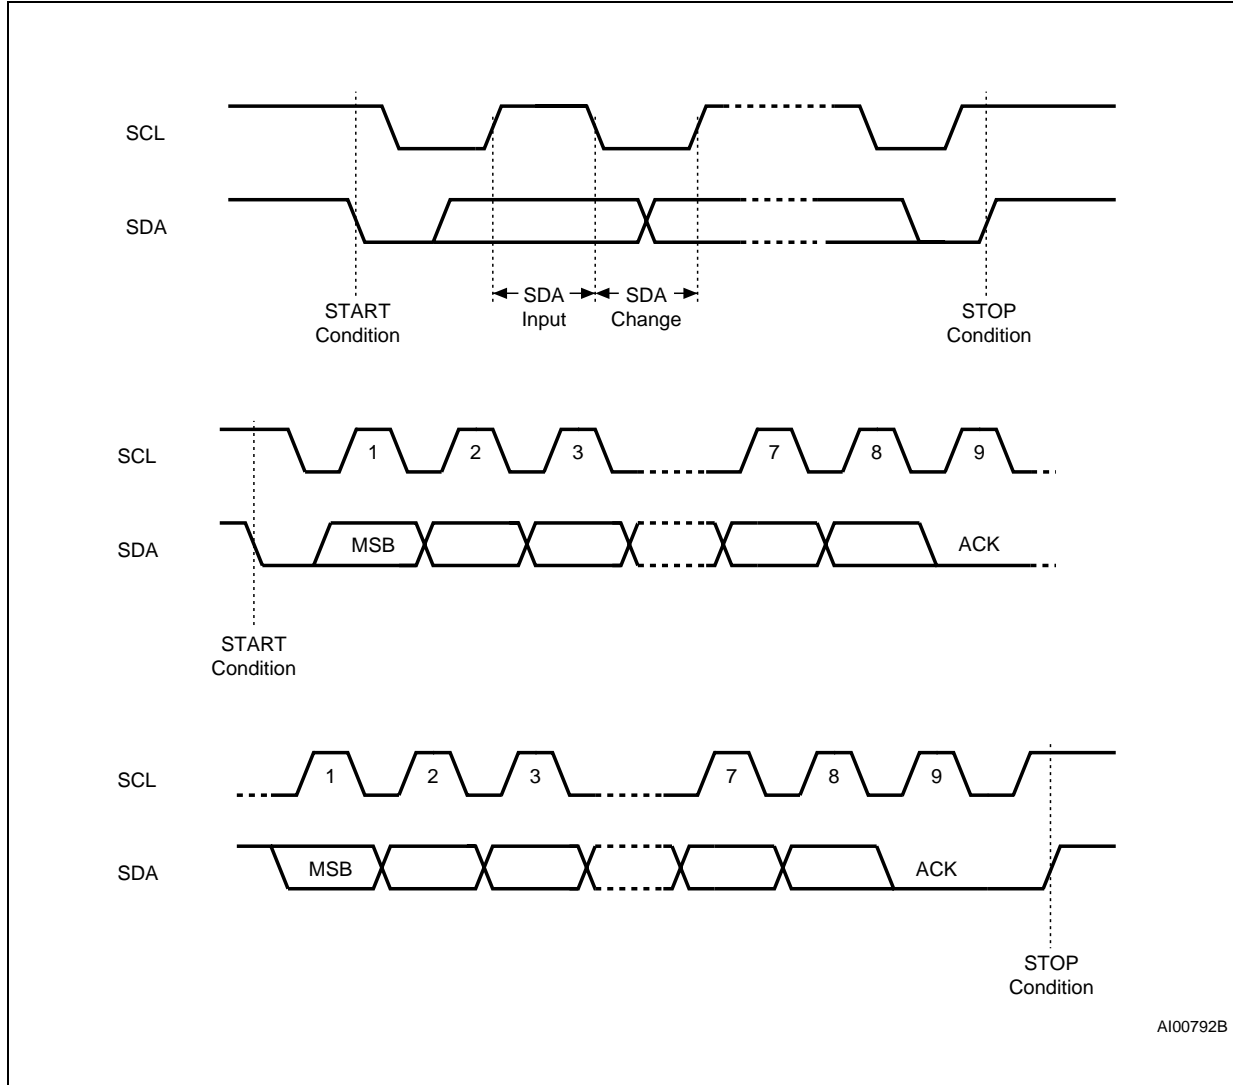 SCL
SDA
START
Condition
SDA
Input
SDA
Change
STOP
Condition
SCL
1 2 3 7 8 9
SDA
MSB ACK
START
Condition
SCL
1 2 3 7 8 9
SDA
MSB ACK
STOP
Condition
AI00792B